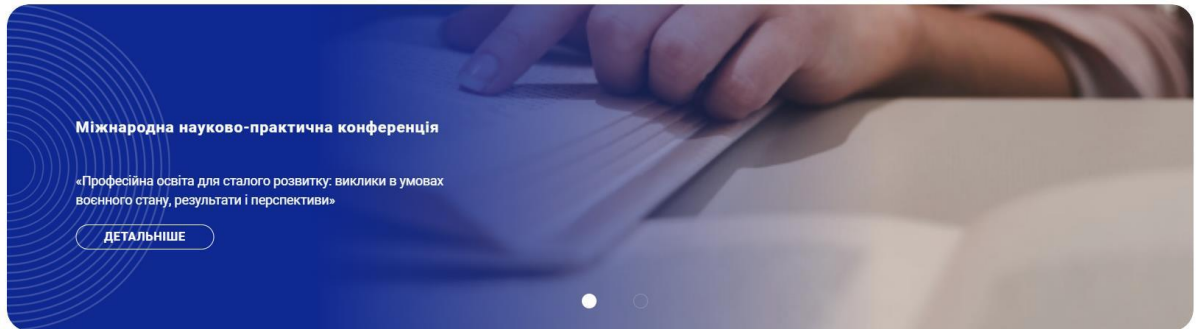 Міжнародна науково-практична конференція
«Професійна освіта для сталого розвитку: виклики в умовах
воєнного стану, результати і перспективи»
ДЕТАЛЬНІШЕ